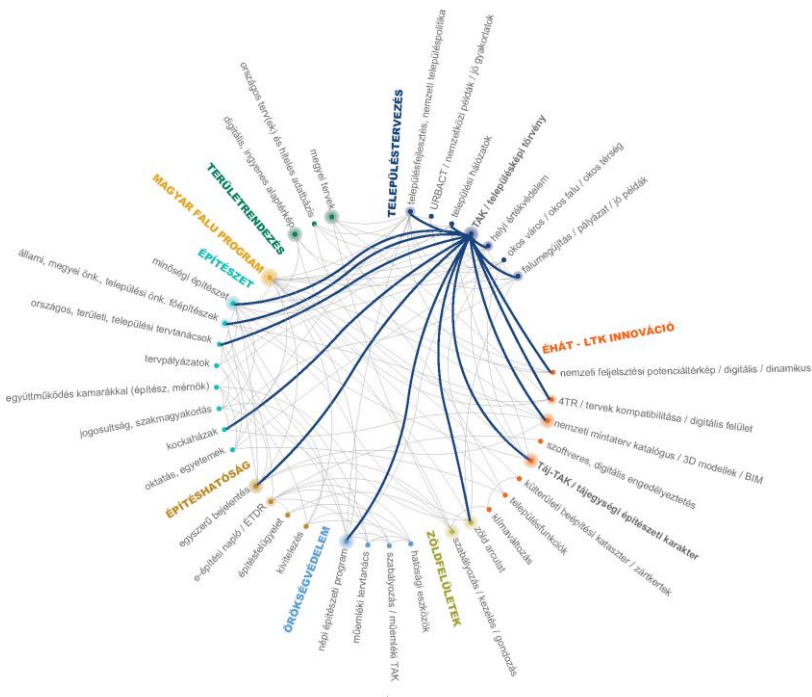 TELEPÜLÉSTERVEZÉS
településfejlesztés, nemzeti településpolitika
URBACT / nemzetközi példák / jó gyakorlatok
települési hálózatok
TAK / településképi törvény
helyi értékvédelem
okos város / okos falu / okos térség
falumegújítás / pályázat / jó példák
ÉHÁT - LTK INNOVÁCIÓ
nemzeti feljelsztési potenciáltérkép / digitális / dinamikus
4TR / tervek kompatibilitása / digitális felület
nemzeti mintaterv katalógus / 3D modellek / BIM
szoftveres, digitális engedélyeztetés
Táj-TAK / tájegységi építészeti karakter
külterületi beépítési kataszter / zártkertek
településfunkciók
klímaváltozás
ZÖLDFELÜLETEK
zöld arculat
szabályozás / kezelés / gondozás
ÖRÖKSÉGVÉDELEM
hatósági eszközök
szabályozás / műemléki TAK
műemléki tervtanács
népi építészeti program
ÉPÍTÉSHATÓSÁG
kivitelezés
építésfelügyelet
e-építési napló / ÉTDR
egyszerű bejelentés
ÉPÍTÉSZET
oktatás, egyetemek
kockaházak
jogosultság, szakmagyakorlás
együttműködés kamarákkal (építész, mérnök)
tervpályázatok
országos, területi, települési tervtanácsok
állami, megyei önk., települési önk. főépítészek
minőségi építészet
MAGYAR FALU PROGRAM
TERÜLETRENDEZÉS
digitális, ingyenes alaptérkép
országos terv(ek) és hiteles adatbázis
megyei tervek